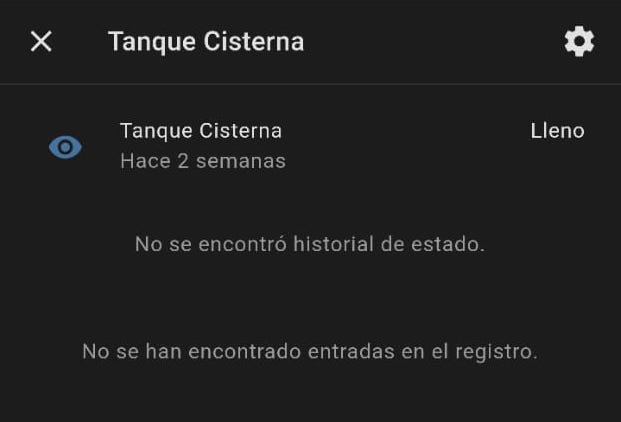 Tanque Cisterna
Tanque Cisterna Lleno
Hace 2 semanas
No se encontró historial de estado.
No se han encontrado entradas en el registro.